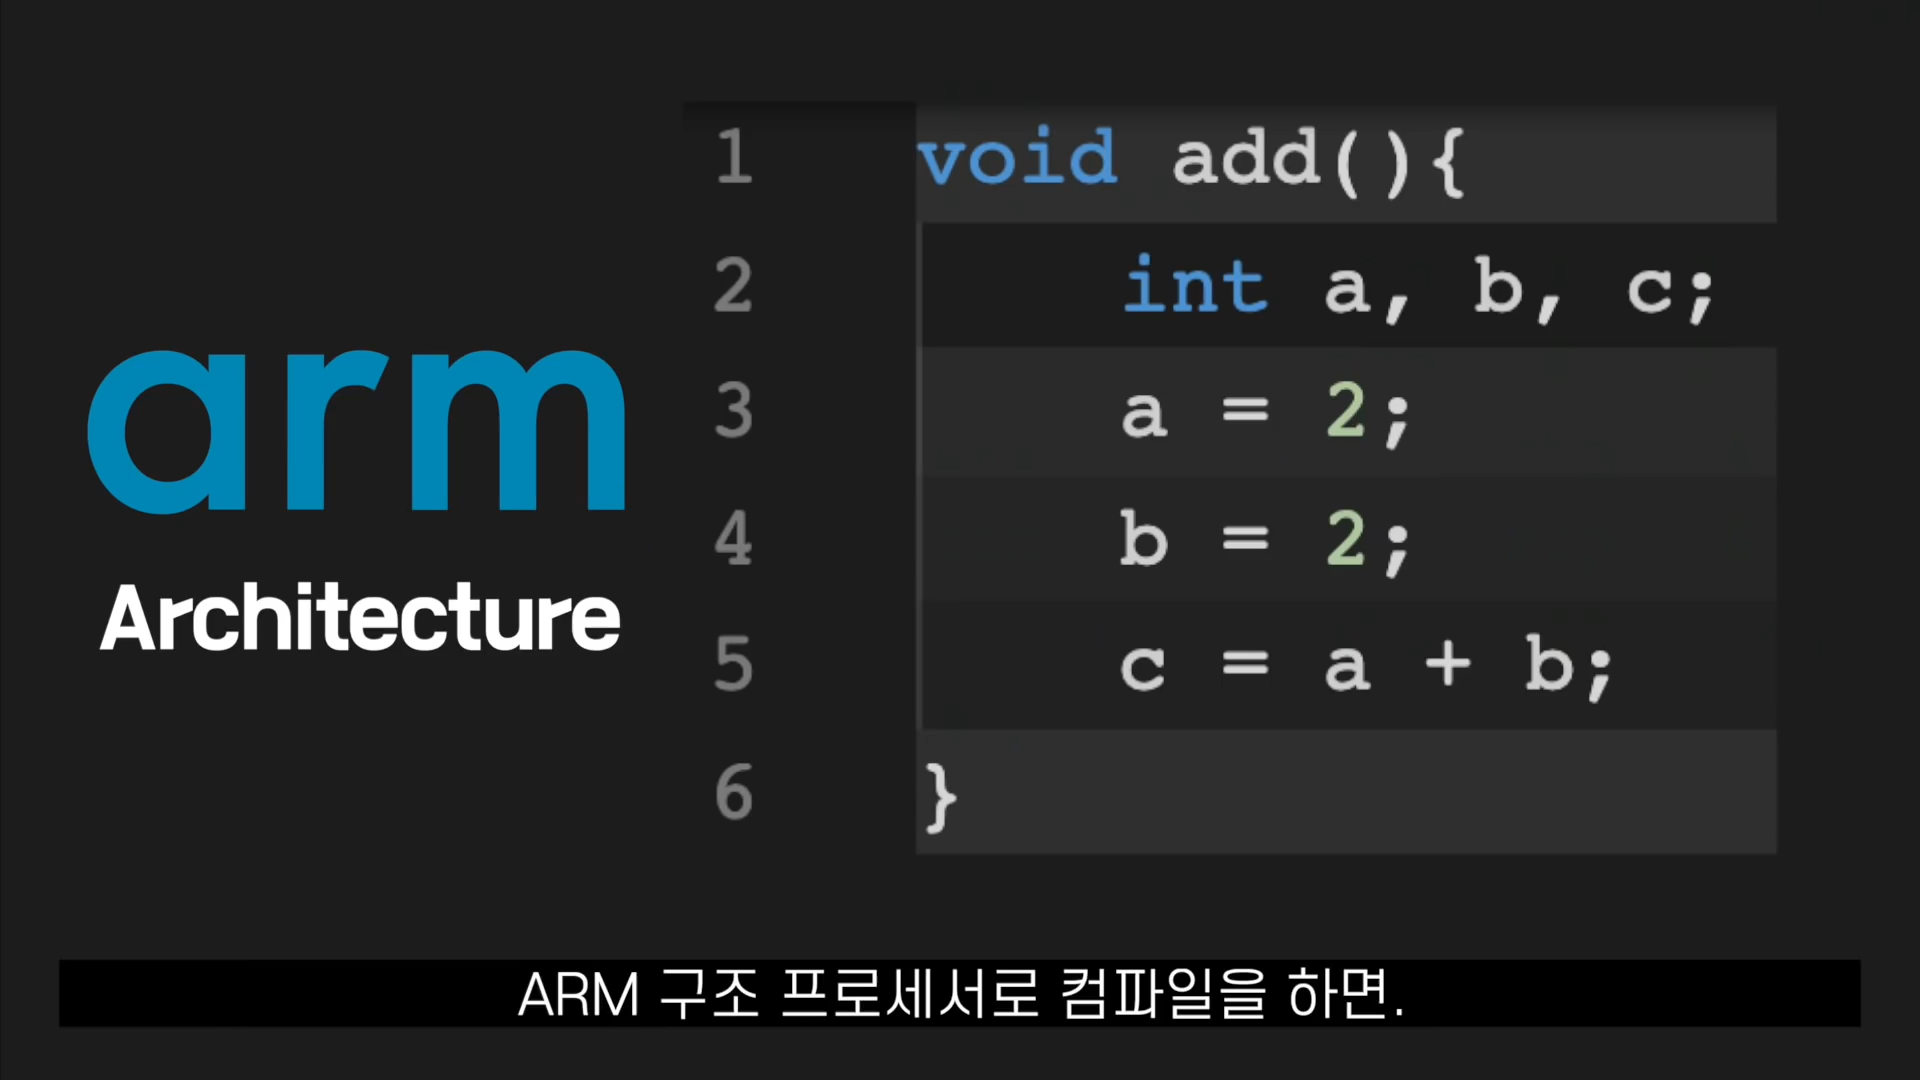 arm
Architecture
1 void add(){
2 int a, b, c;
3 a = 2;
4 b = 2;
5 c = a + b;
6 }
ARM 구조 프로세서로 컴파일을 하면.